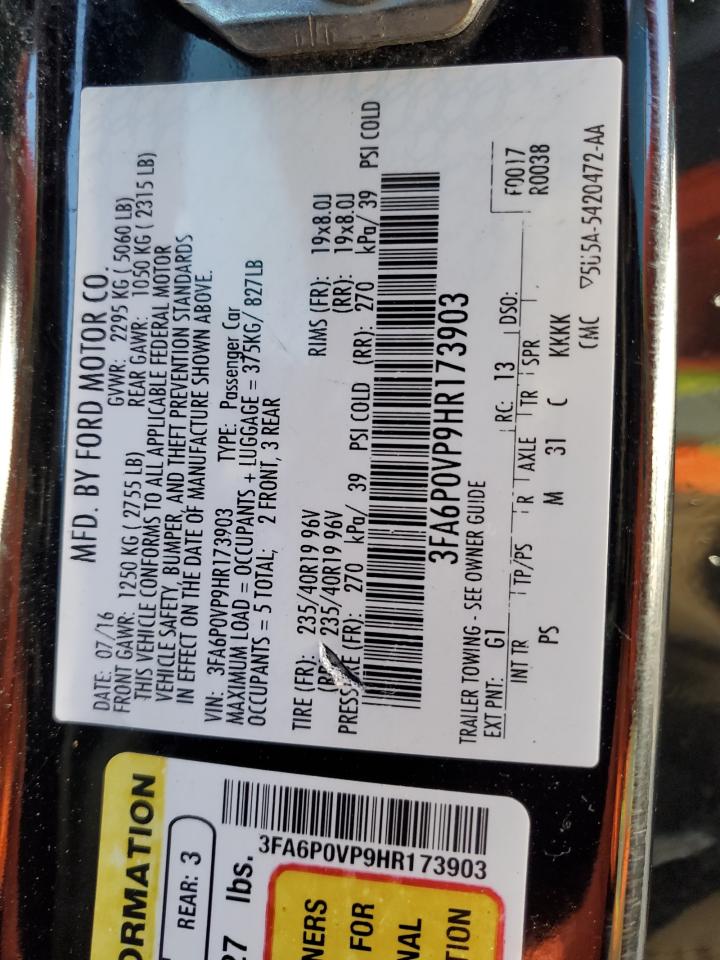 MFD. BY FORD MOTOR CO.
DATE: 07/16 GVWR: 2295 KG ( 5060 LB)
FRONT GAWR: 1250 KG ( 2755 LB) REAR GAWR: 1050 KG ( 2315 LB)
THIS VEHICLE CONFORMS TO ALL APPLICABLE FEDERAL MOTOR
VEHICLE SAFETY, BUMPER, AND THEFT PREVENTION STANDARDS
IN EFFECT ON THE DATE OF MANUFACTURE SHOWN ABOVE.
VIN: 3FA6P0VP9HR173903 TYPE: Passenger Car
MAXIMUM LOAD = OCCUPANTS + LUGGAGE = 375KG/ 827LB
OCCUPANTS = 5 TOTAL; 2 FRONT, 3 REAR
TIRE (FR): 235/40R19 96V RIMS (FR): 19x8.0J
235/40R19 96V (RR): 19x8.0J
(FR): 270 kPa/ 39 PSI COLD (RR): 270 kPa/ 39 PSI COLD
3FA6P0VP9HR173903
TRAILER TOWING - SEE OWNER GUIDE
F0017
EXT PNT: G1 RC: 13 DSO: R0038
INT TR TP/PS R AXLE TR SPR
PS M 31 C KKKK
CMC ▽5U5A-5420472-AA
ORMATION
REAR: 3
27 lbs.
3FA6P0VP9HR173903
NERS
FOR
NAL
TION